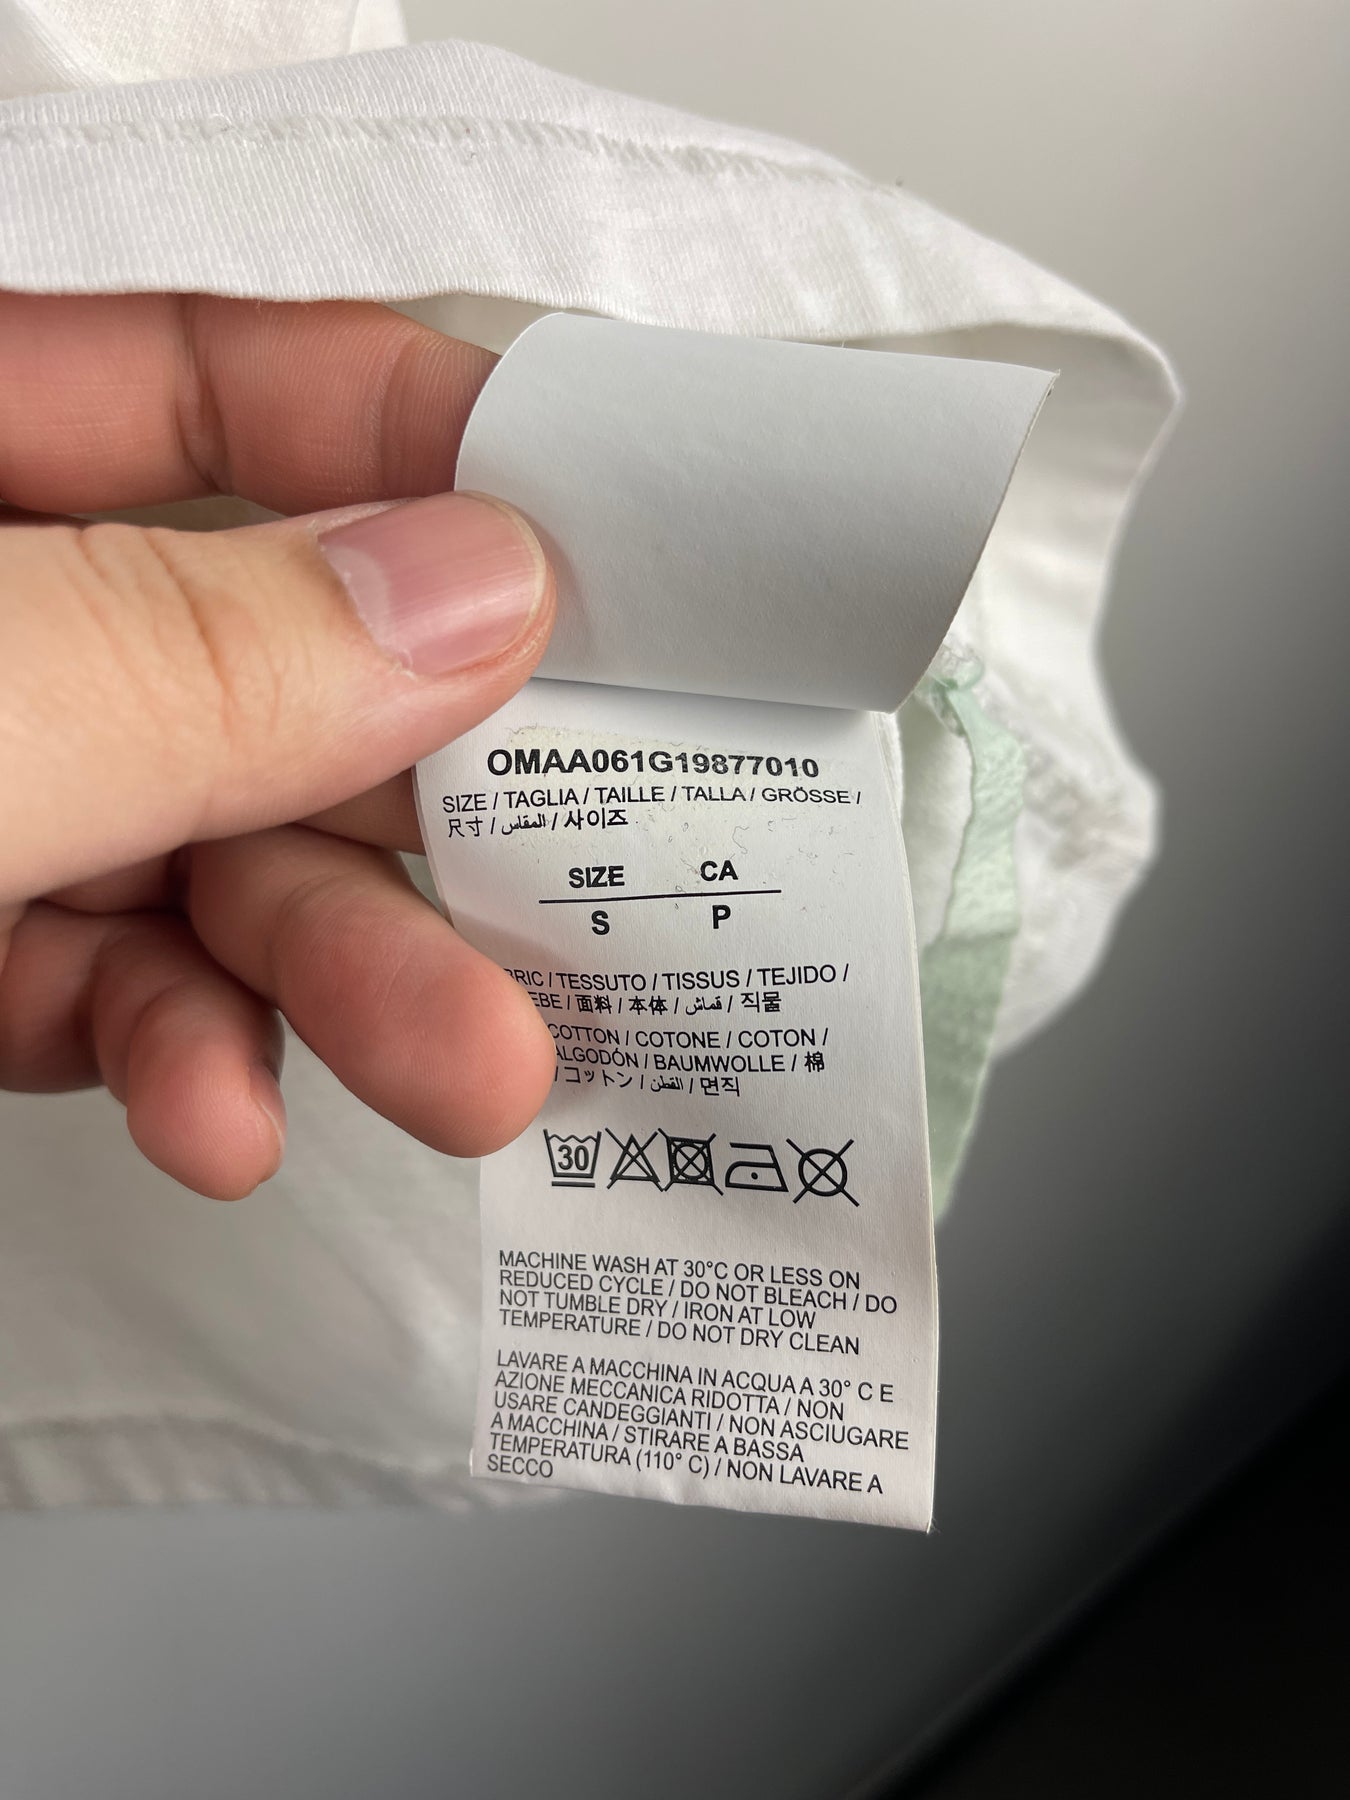 OMAA061G19877010
SIZE / TAGLIA / TAILLE / TALLA / GRÖSSE /
尺寸 / المقاس / 사이즈
SIZE CA
S P
/ TESSUTO / TISSUS / TEJIDO /
/ 面料 / 本体 / قماش / 직물
COTTON / COTONE / COTON /
ALGODÓN / BAUMWOLLE / 棉
/ コットン / القطن / 면직
30
MACHINE WASH AT 30°C OR LESS ON
REDUCED CYCLE / DO NOT BLEACH / DO
NOT TUMBLE DRY / IRON AT LOW
TEMPERATURE / DO NOT DRY CLEAN
LAVARE A MACCHINA IN ACQUA A 30° C E
AZIONE MECCANICA RIDOTTA / NON
USARE CANDEGGIANTI / NON ASCIUGARE
A MACCHINA / STIRARE A BASSA
TEMPERATURA (110° C) / NON LAVARE A
SECCO